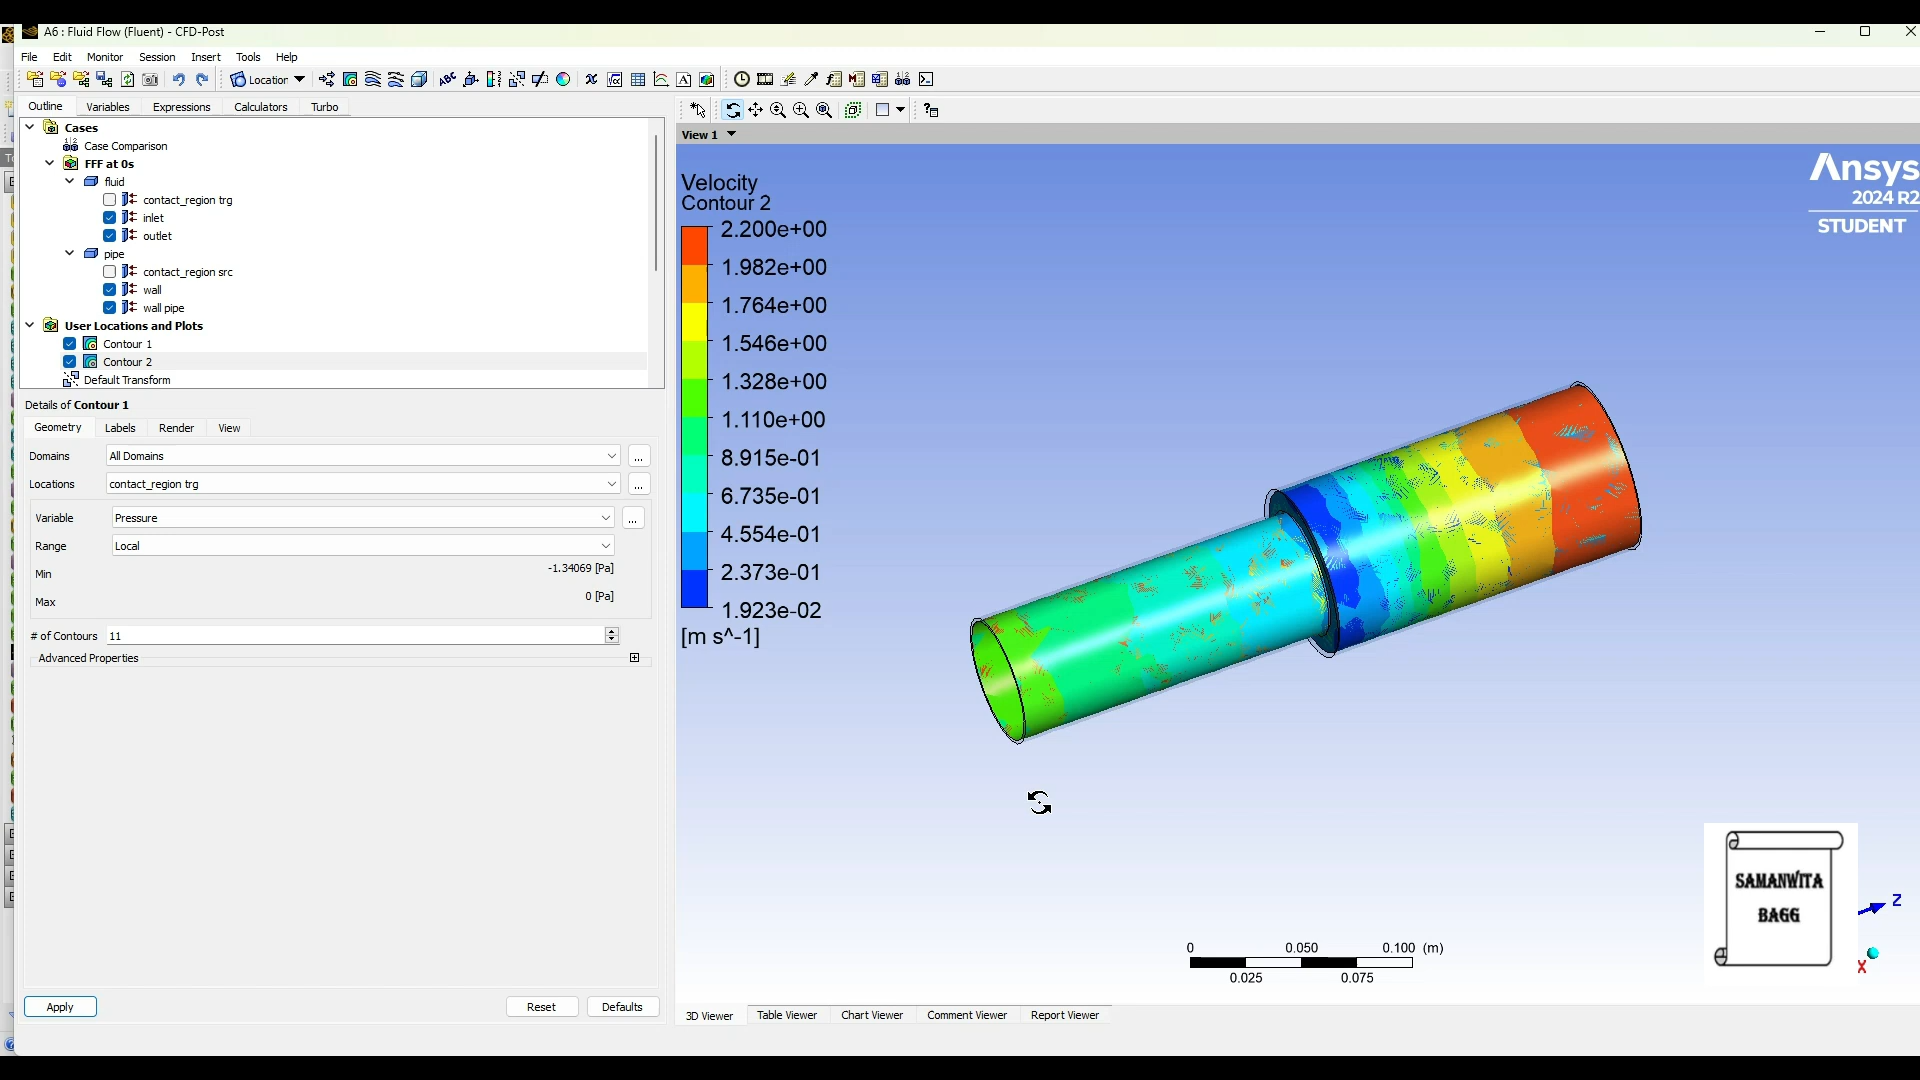 A6 : Fluid Flow (Fluent) - CFD-Post
File Edit Monitor Session Insert Tools Help
Location
Outline Variables Expressions Calculators Turbo
Cases
Case Comparison
FFF at 0s
fluid
contact_region trg
inlet
outlet
pipe
contact_region src
wall
wall pipe
User Locations and Plots
Contour 1
Contour 2
Default Transform
Details of Contour 1
Geometry Labels Render View
Domains All Domains ...
Locations contact_region trg ...
Variable Pressure ...
Range Local
Min -1.34069 [Pa]
Max 0 [Pa]
# of Contours 11
Advanced Properties
Apply Reset Defaults
View 1
Velocity
Contour 2
2.200e+00
1.982e+00
1.764e+00
1.546e+00
1.328e+00
1.110e+00
8.915e-01
6.735e-01
4.554e-01
2.373e-01
1.923e-02
[m s^-1]
Ansys
2024 R2
STUDENT
0 0.050 0.100 (m)
0.025 0.075
SAMANWITA
BAGG
Z
X
3D Viewer Table Viewer Chart Viewer Comment Viewer Report Viewer